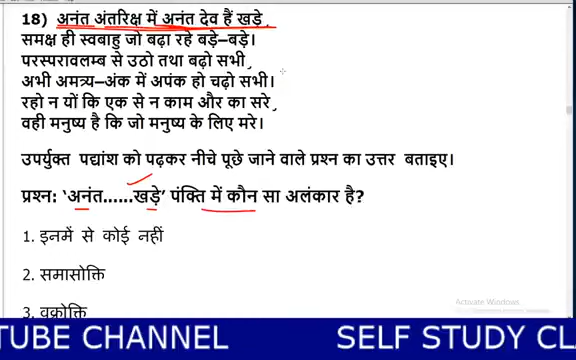 18) अनंत अंतरिक्ष में अनंत देव हैं खड़े,
समक्ष ही स्वबाहु जो बढ़ा रहे बड़े–बड़े।
परस्परावलम्ब से उठो तथा बढ़ो सभी,
अभी अमर्त्य–अंक में अपंक हो चढ़ो सभी।
रहो न यों कि एक से न काम और का सरे,
वही मनुष्य है कि जो मनुष्य के लिए मरे।
उपर्युक्त पद्यांश को पढ़कर नीचे पूछे जाने वाले प्रश्न का उत्तर बताइए।
प्रश्न: ‘अनंत......खड़े’ पंक्ति में कौन सा अलंकार है?
1. इनमें से कोई नहीं
2. समासोक्ति
3. वक्रोक्ति
Activate Windows
TUBE CHANNEL SELF STUDY CL